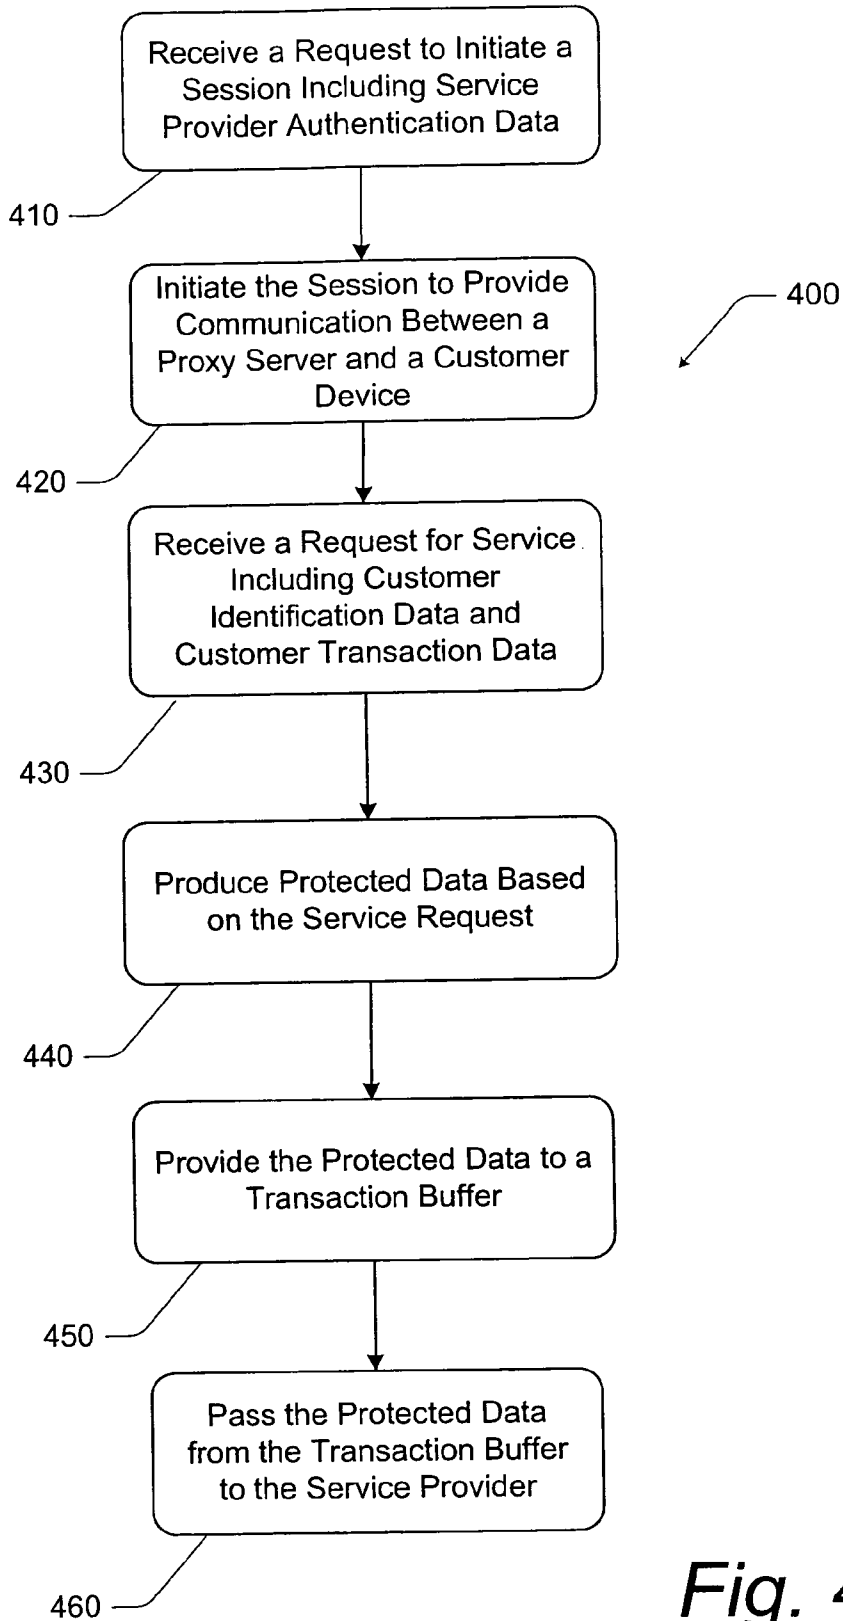 Receive a Request to Initiate a
Session Including Service
Provider Authentication Data
410
Initiate the Session to Provide
Communication Between a
Proxy Server and a Customer
Device
400
420
Receive a Request for Service
Including Customer
Identification Data and
Customer Transaction Data
430
Produce Protected Data Based
on the Service Request
440
Provide the Protected Data to a
Transaction Buffer
450
Pass the Protected Data
from the Transaction Buffer
to the Service Provider
460
Fig. 4